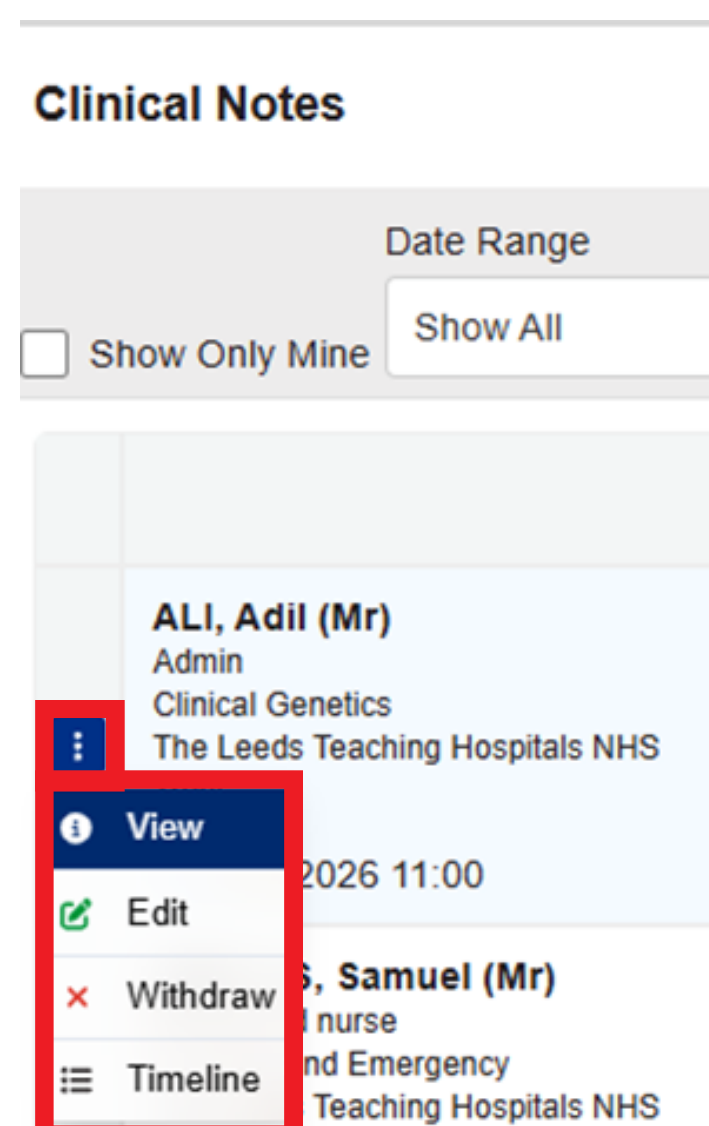 Clinical Notes
Date Range
Show Only Mine
Show All
ALI, Adil (Mr)
Admin
Clinical Genetics
The Leeds Teaching Hospitals NHS
View
2026 11:00
Edit
Samuel (Mr)
Withdraw
nurse
Emergency
Timeline
Teaching Hospitals NHS